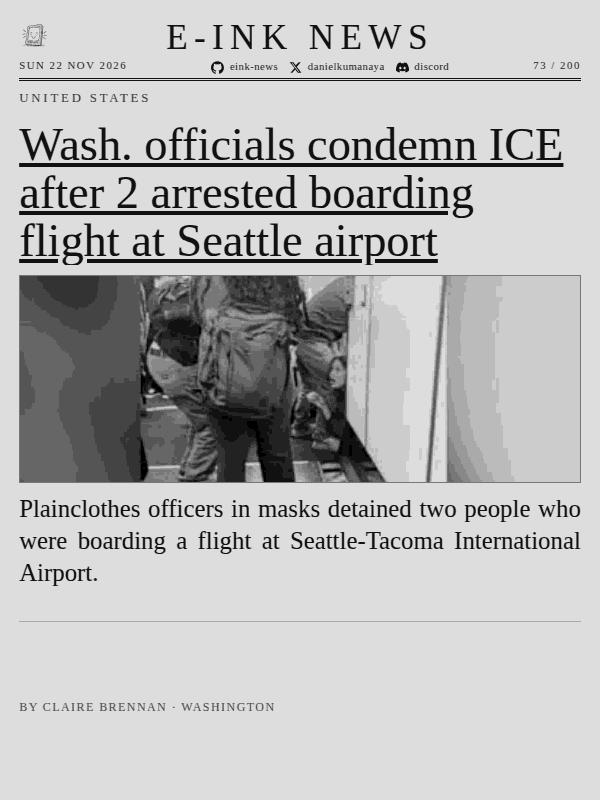 E-INK NEWS
SUN 22 NOV 2026
eink-news
danielkumanaya
discord
73 / 200
UNITED STATES
Wash. officials condemn ICE
after 2 arrested boarding
flight at Seattle airport
Plainclothes officers in masks detained two people who
were boarding a flight at Seattle-Tacoma International
Airport.
BY CLAIRE BRENNAN · WASHINGTON